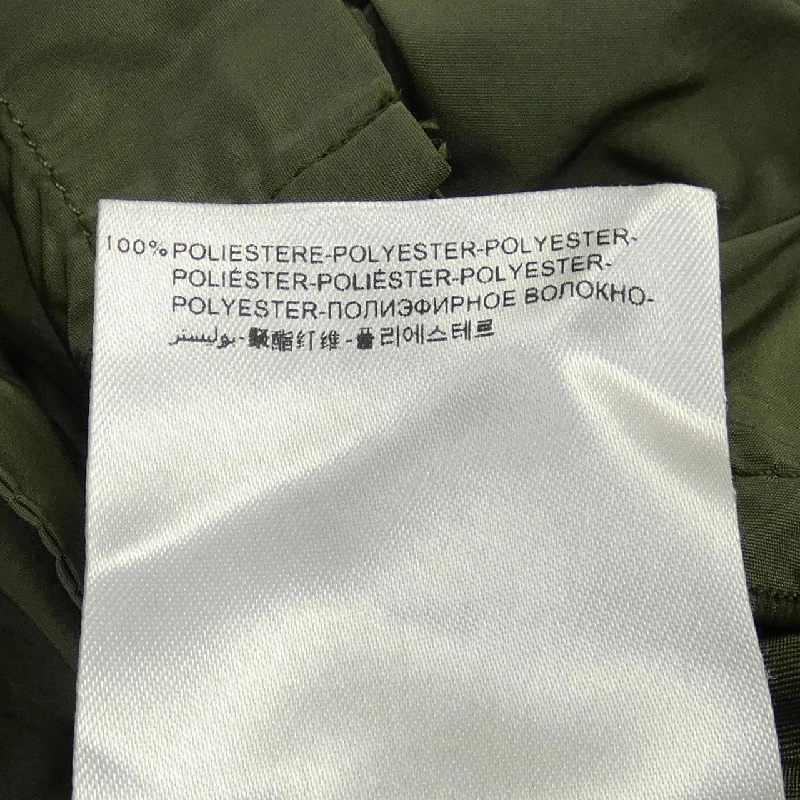 100% POLIESTERE-POLYESTER-POLYESTER-
POLIÉSTER-POLIÉSTER-POLYESTER-
POLYESTER-ПОЛИЭФИРНОЕ ВОЛОКНО-
بوليستر-聚酯纤维-폴리에스테르